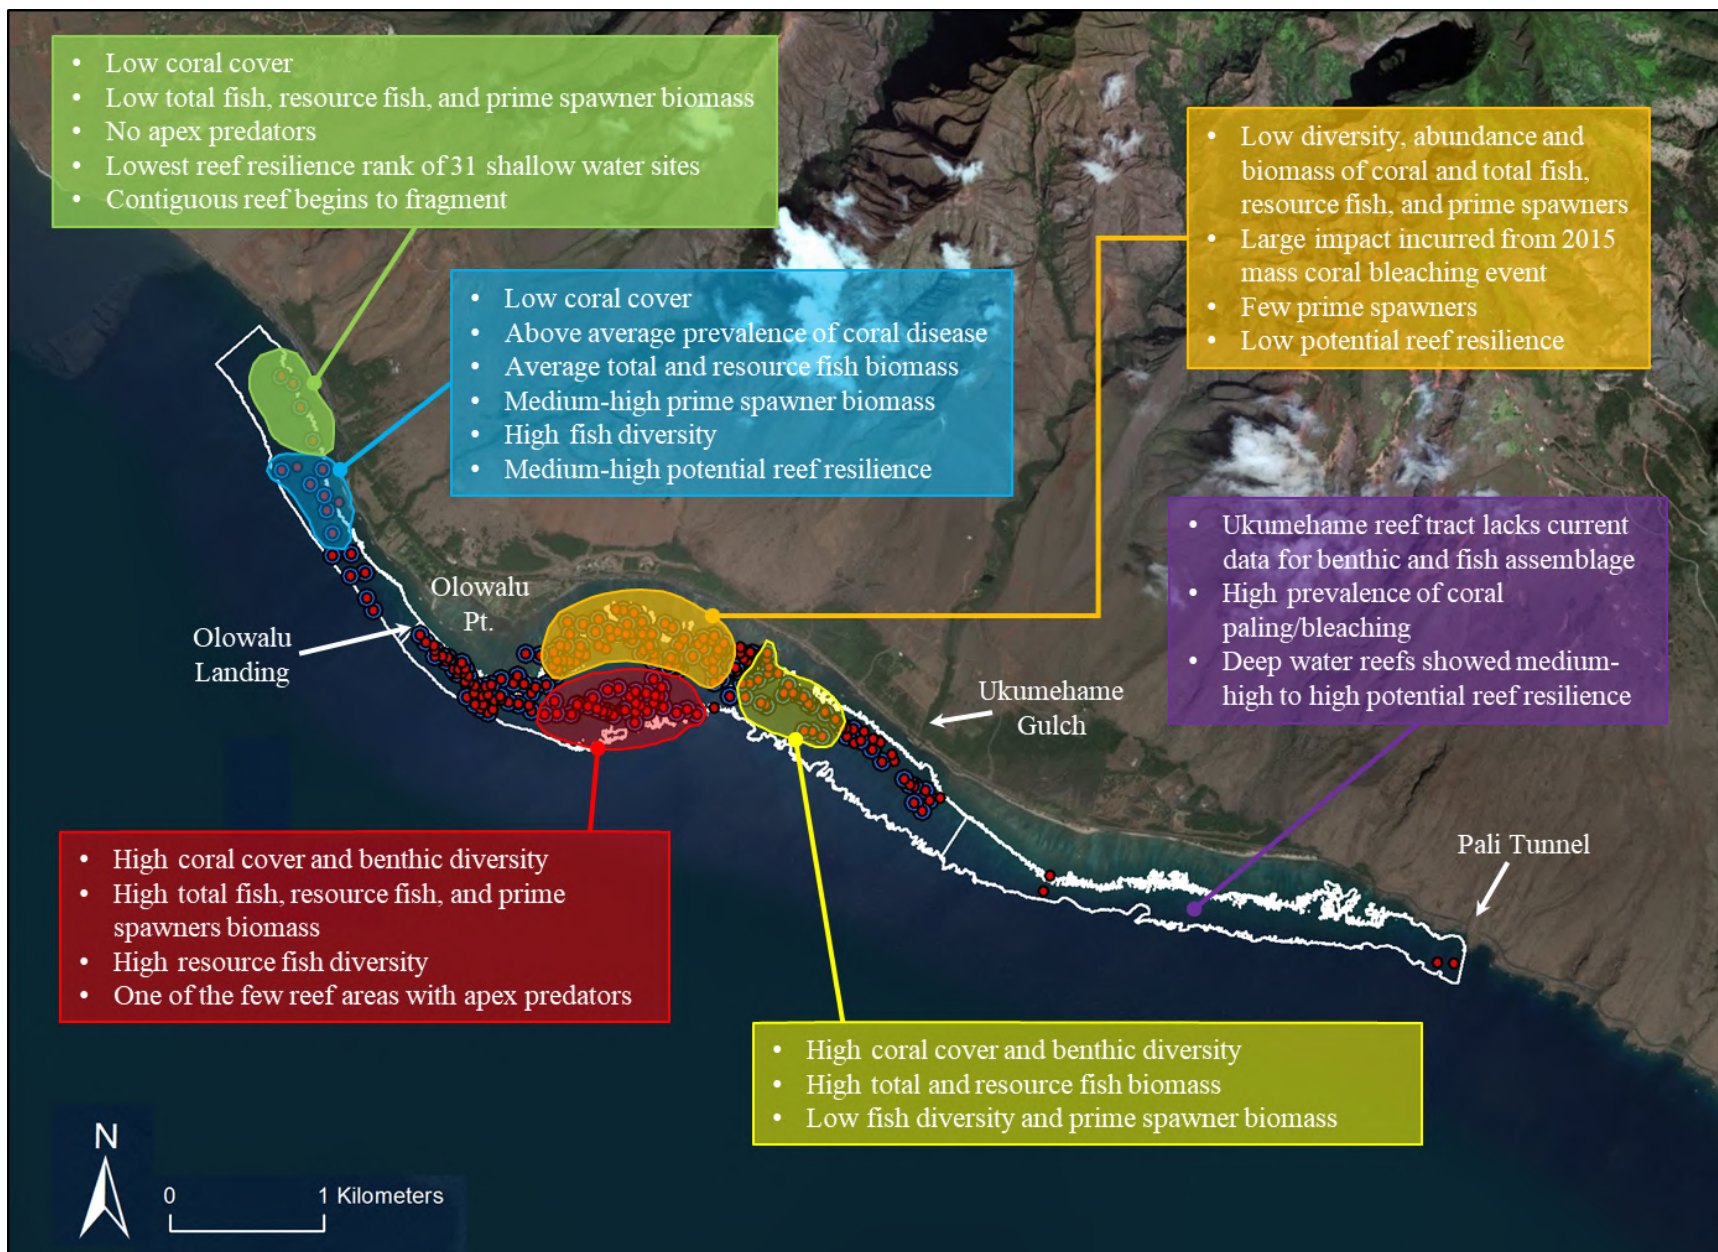 • Low coral cover
• Low total fish, resource fish, and prime spawner biomass
• No apex predators
• Lowest reef resilience rank of 31 shallow water sites
• Contiguous reef begins to fragment
• Low diversity, abundance and
biomass of coral and total fish,
resource fish, and prime spawners
• Large impact incurred from 2015
mass coral bleaching event
• Few prime spawners
• Low potential reef resilience
• Low coral cover
• Above average prevalence of coral disease
• Average total and resource fish biomass
• Medium-high prime spawner biomass
• High fish diversity
• Medium-high potential reef resilience
• Ukumehame reef tract lacks current
data for benthic and fish assemblage
• High prevalence of coral
paling/bleaching
• Deep water reefs showed medium-
high to high potential reef resilience
Olowalu
Pt.
Olowalu
Landing
Ukumehame
Gulch
Pali Tunnel
• High coral cover and benthic diversity
• High total fish, resource fish, and prime
spawners biomass
• High resource fish diversity
• One of the few reef areas with apex predators
• High coral cover and benthic diversity
• High total and resource fish biomass
• Low fish diversity and prime spawner biomass
N
0 1 Kilometers